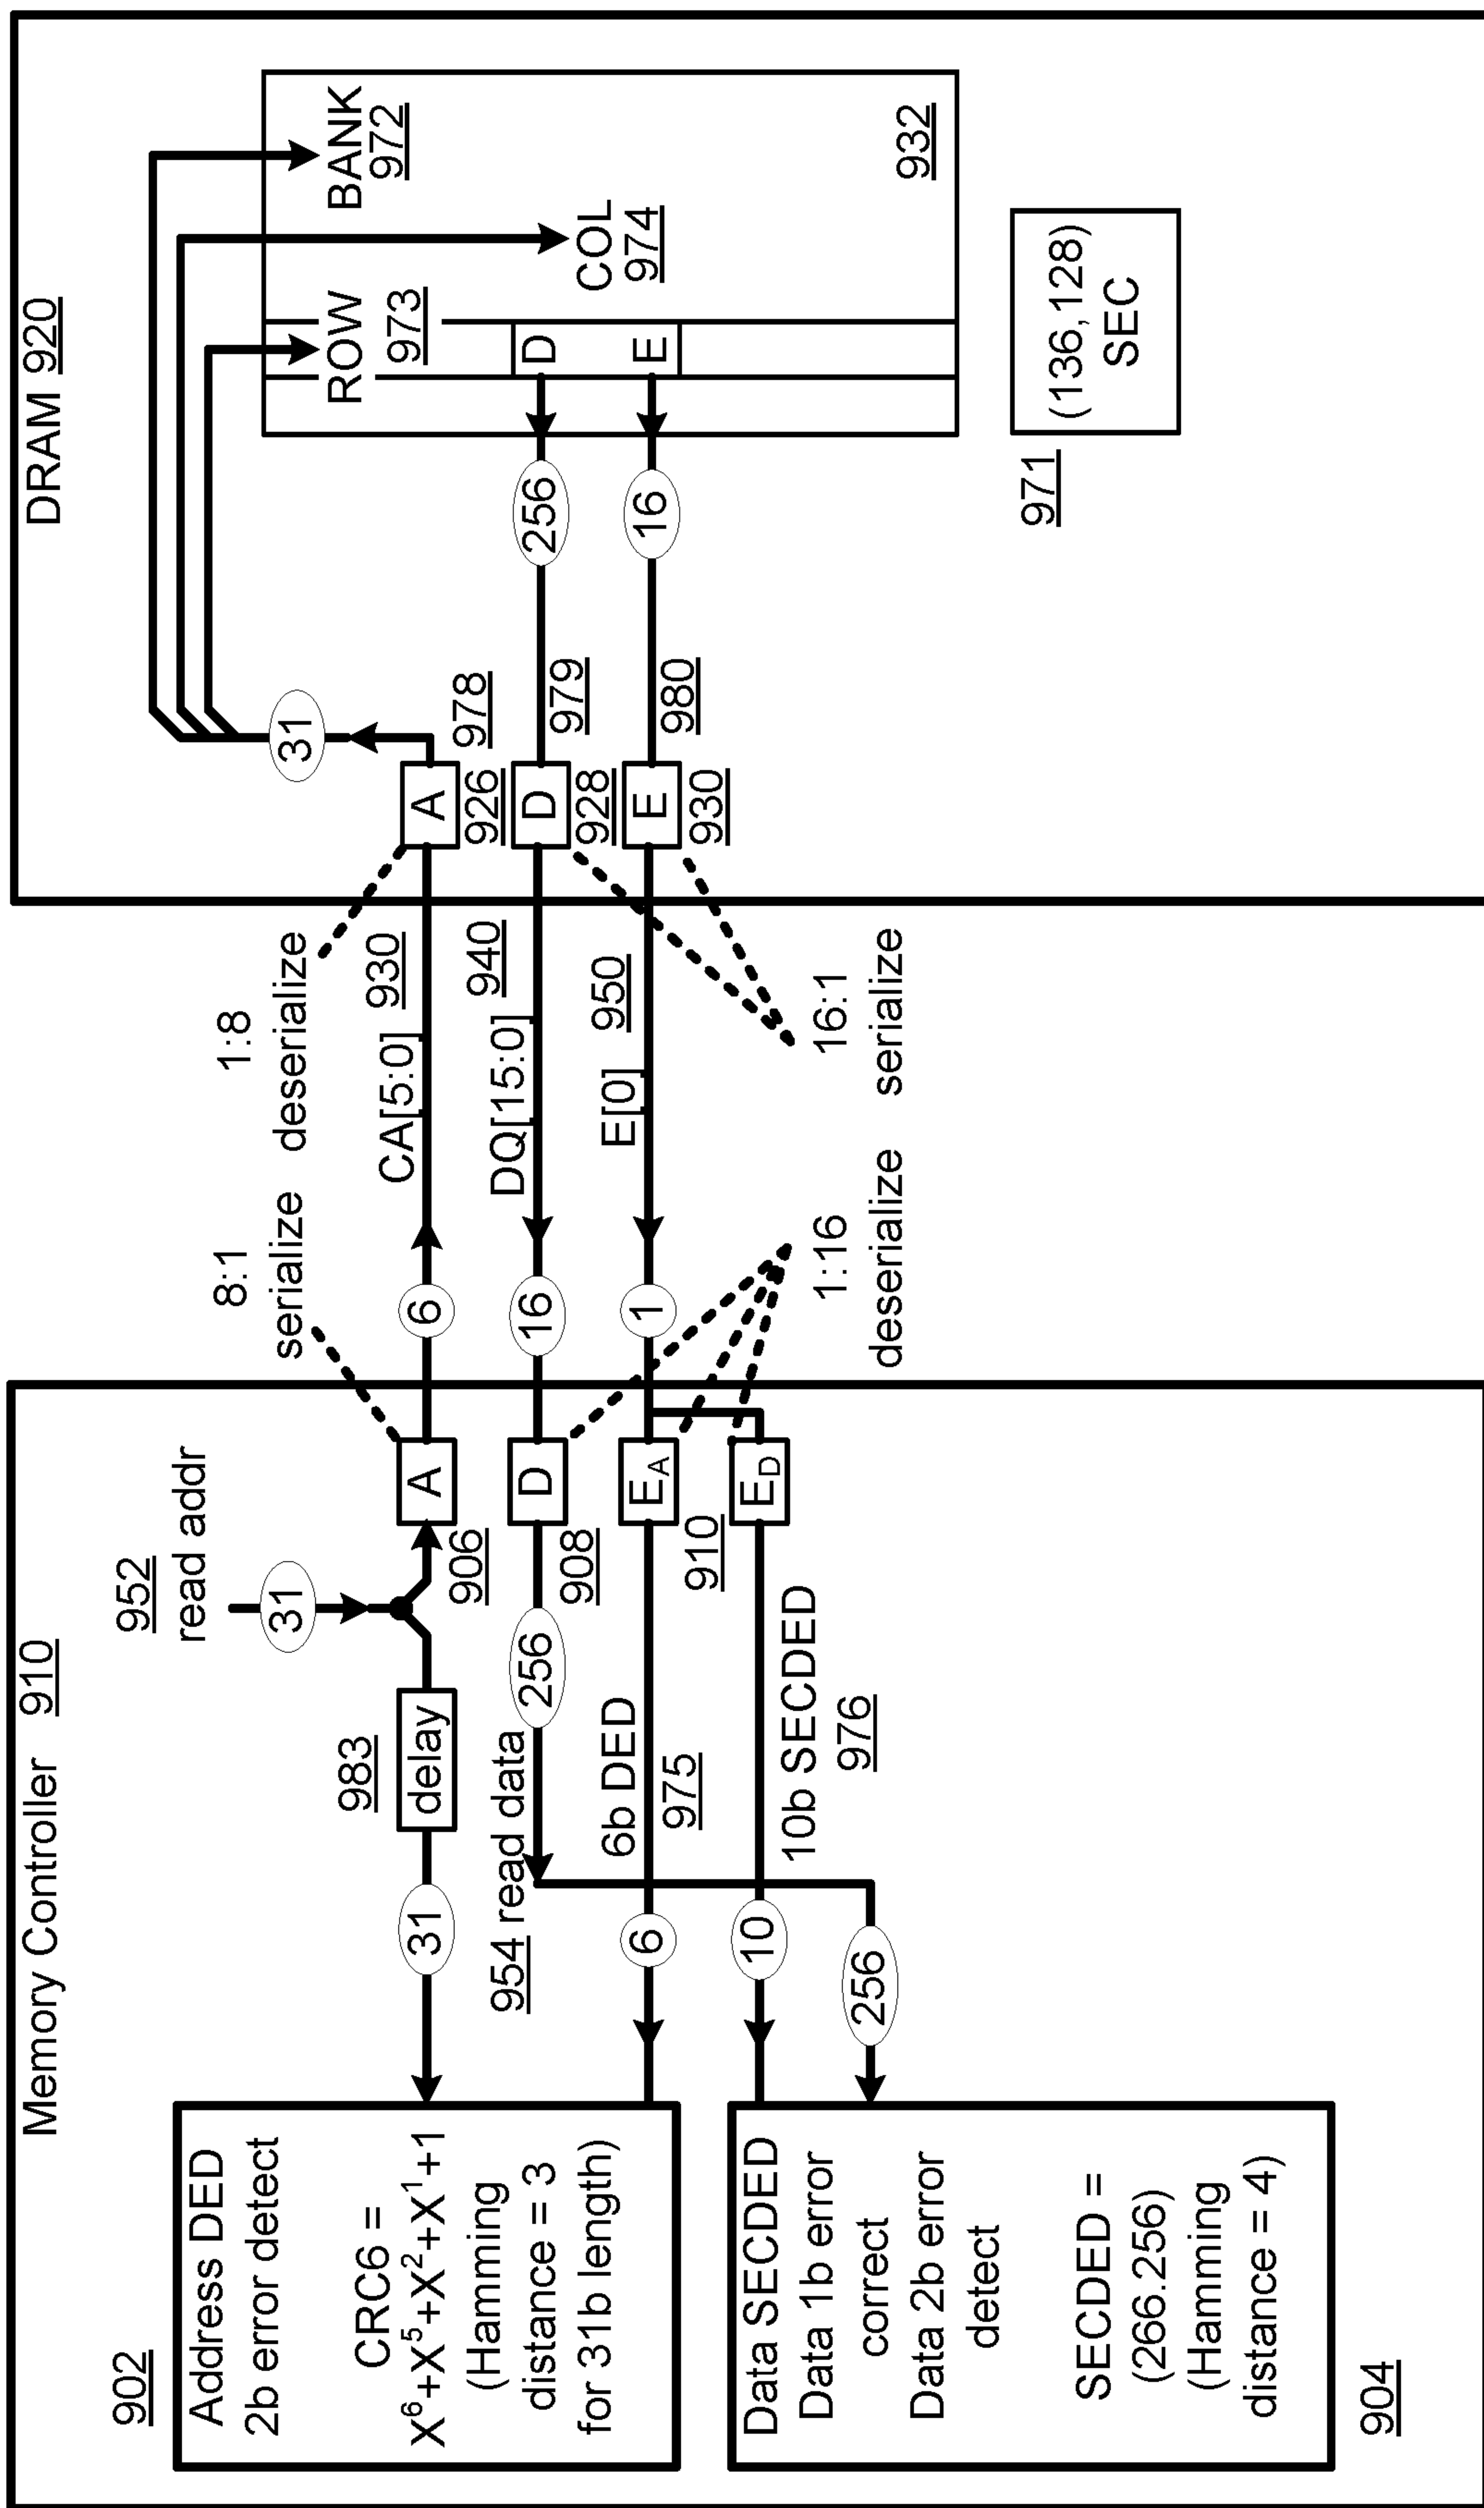 Memory Controller 910
902
Address DED
2b error detect
CRC6 =
X⁶+X⁵+X²+X¹+1
(Hamming
distance = 3
for 31b length)
Data SECDED
Data 1b error
correct
Data 2b error
detect
SECDED =
(266.256)
(Hamming
distance = 4)
904
952
read addr
31
983
delay
31
A
906
954 read data
256
D
908
6b DED
975
6
E_A
910
10b SECDED
976
10
E_D
256
8:1
serialize
1:8
deserialize
6
CA[5:0]
930
16
DQ[15:0]
940
1
E[0]
950
1:16
deserialize
16:1
serialize
DRAM 920
A
926
978
31
D
928
979
256
E
930
980
16
ROW
973
BANK
972
COL
974
D
E
932
971
(136,128)
SEC